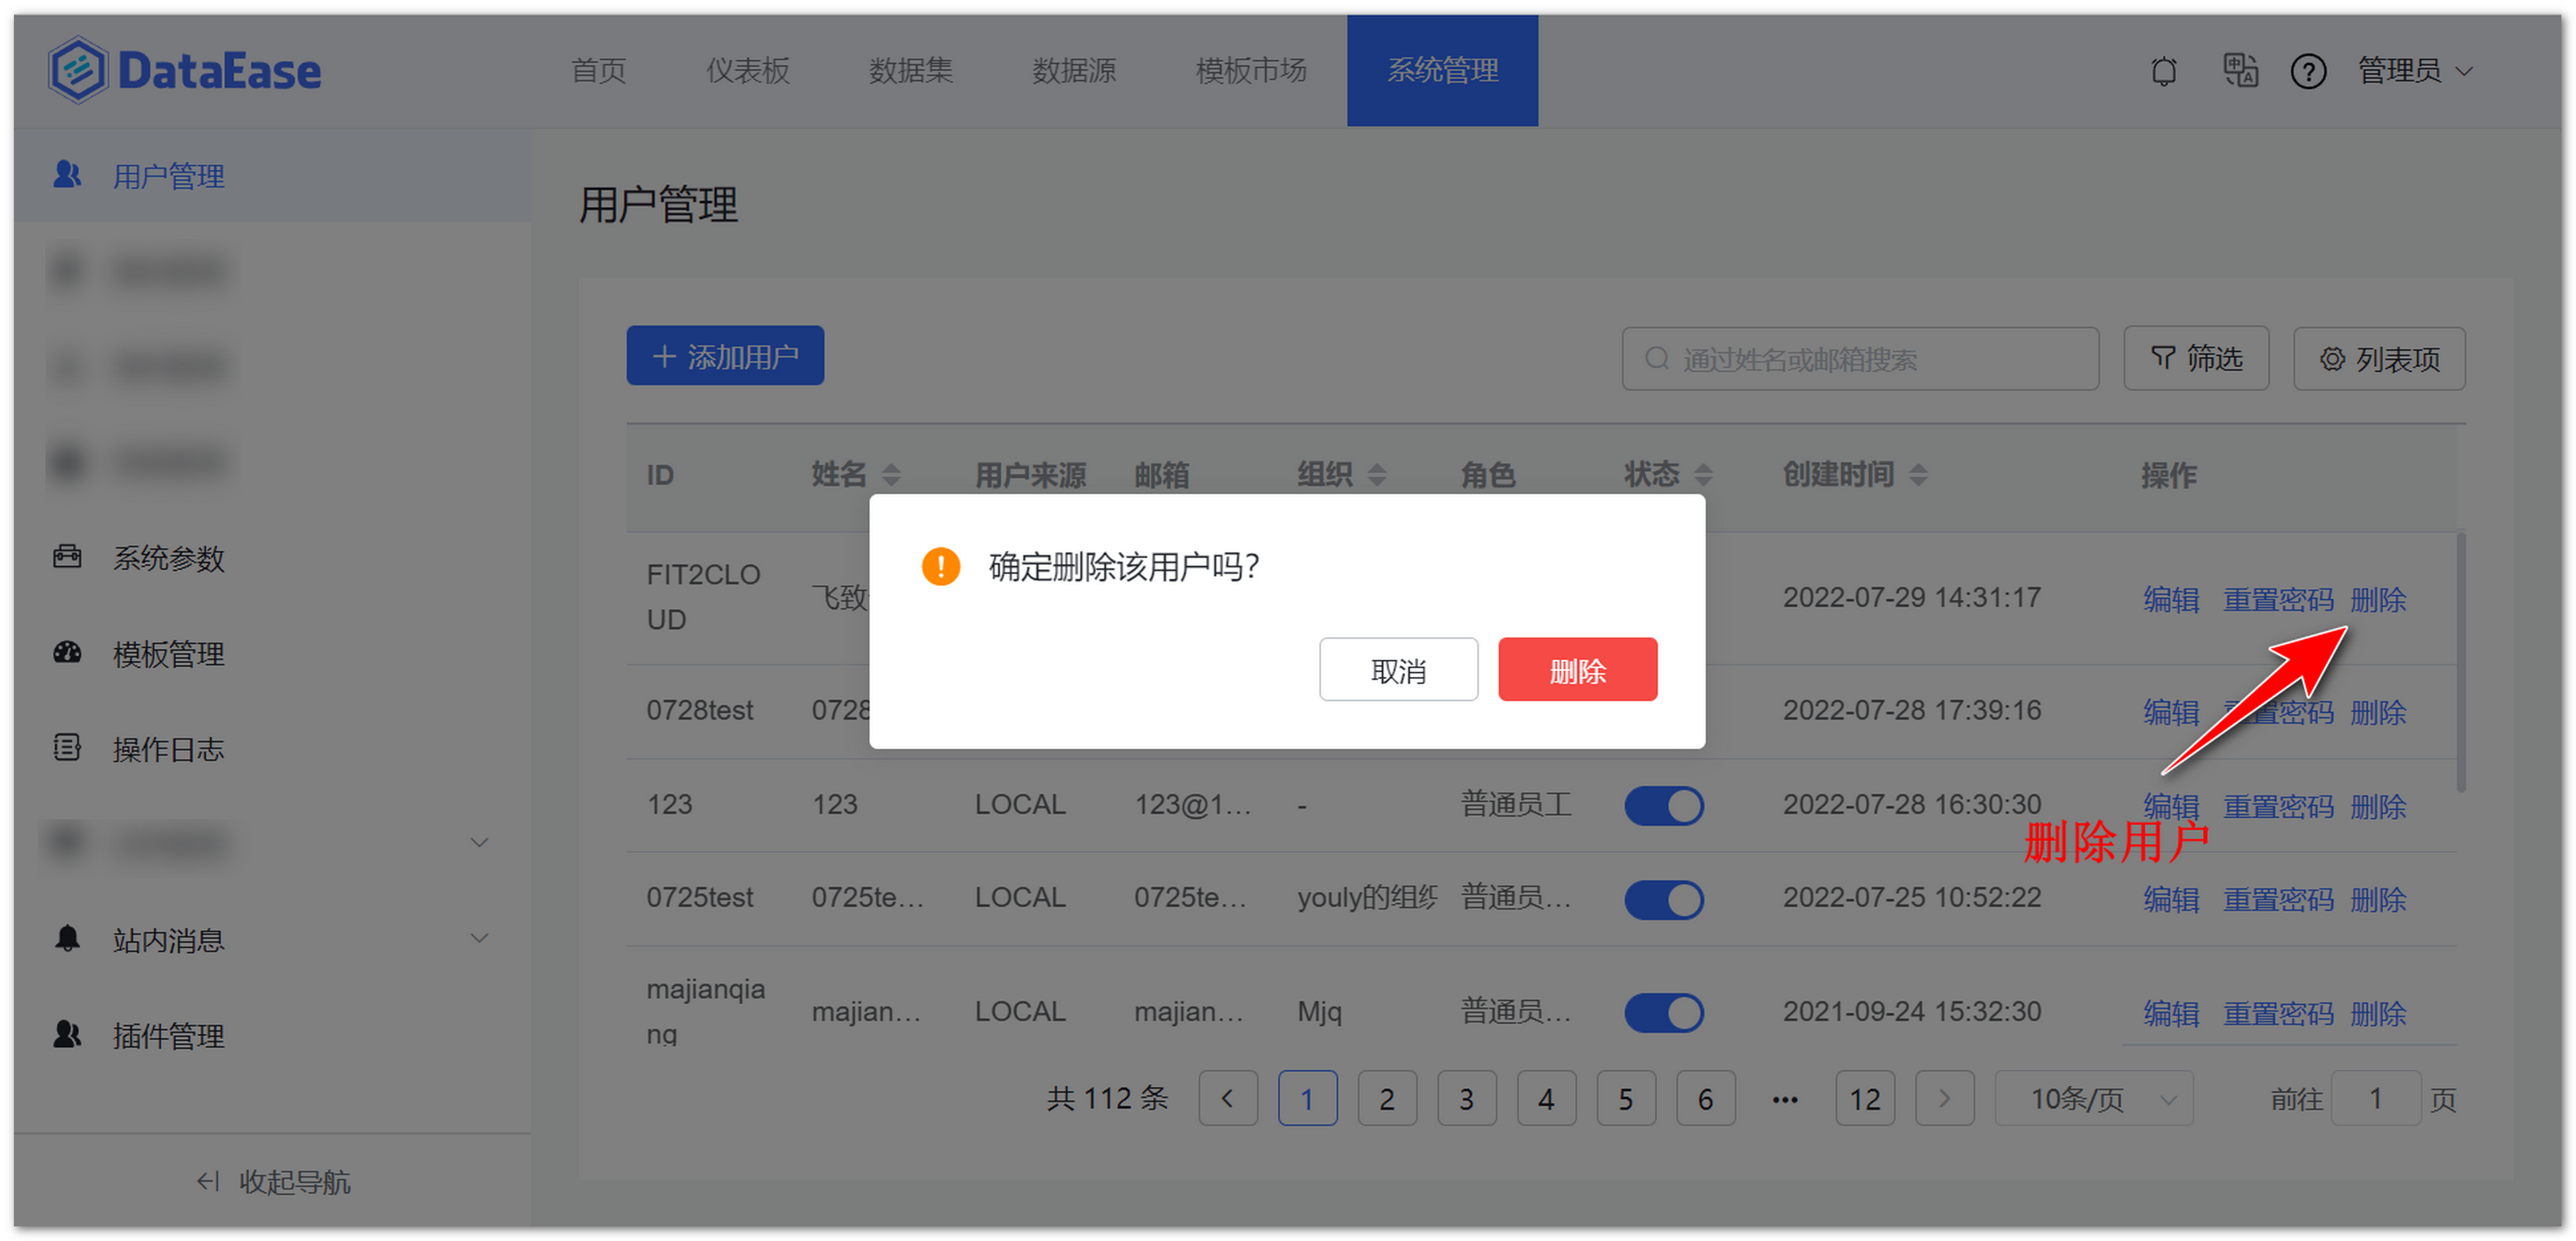 DataEase 首页 仪表板 数据集 数据源 模板市场 系统管理 管理员
用户管理
系统参数
模板管理
操作日志
站内消息
插件管理
收起导航
用户管理
添加用户 通过姓名或邮箱搜索 筛选 列表项
ID 姓名 用户来源 邮箱 组织 角色 状态 创建时间 操作
FIT2CLO
UD 飞致 2022-07-29 14:31:17 编辑 重置密码 删除
0728test 0728 2022-07-28 17:39:16 编辑 重置密码 删除
123 123 LOCAL 123@1... - 普通员工 2022-07-28 16:30:30 编辑 重置密码 删除
0725test 0725te... LOCAL 0725te... youly的组织 普通员... 2022-07-25 10:52:22 编辑 重置密码 删除
majianqia
ng majian... LOCAL majian... Mjq 普通员... 2021-09-24 15:32:30 编辑 重置密码 删除
确定删除该用户吗？
取消 删除
删除用户
共 112 条 1 2 3 4 5 6 ••• 12 10条/页 前往 1 页